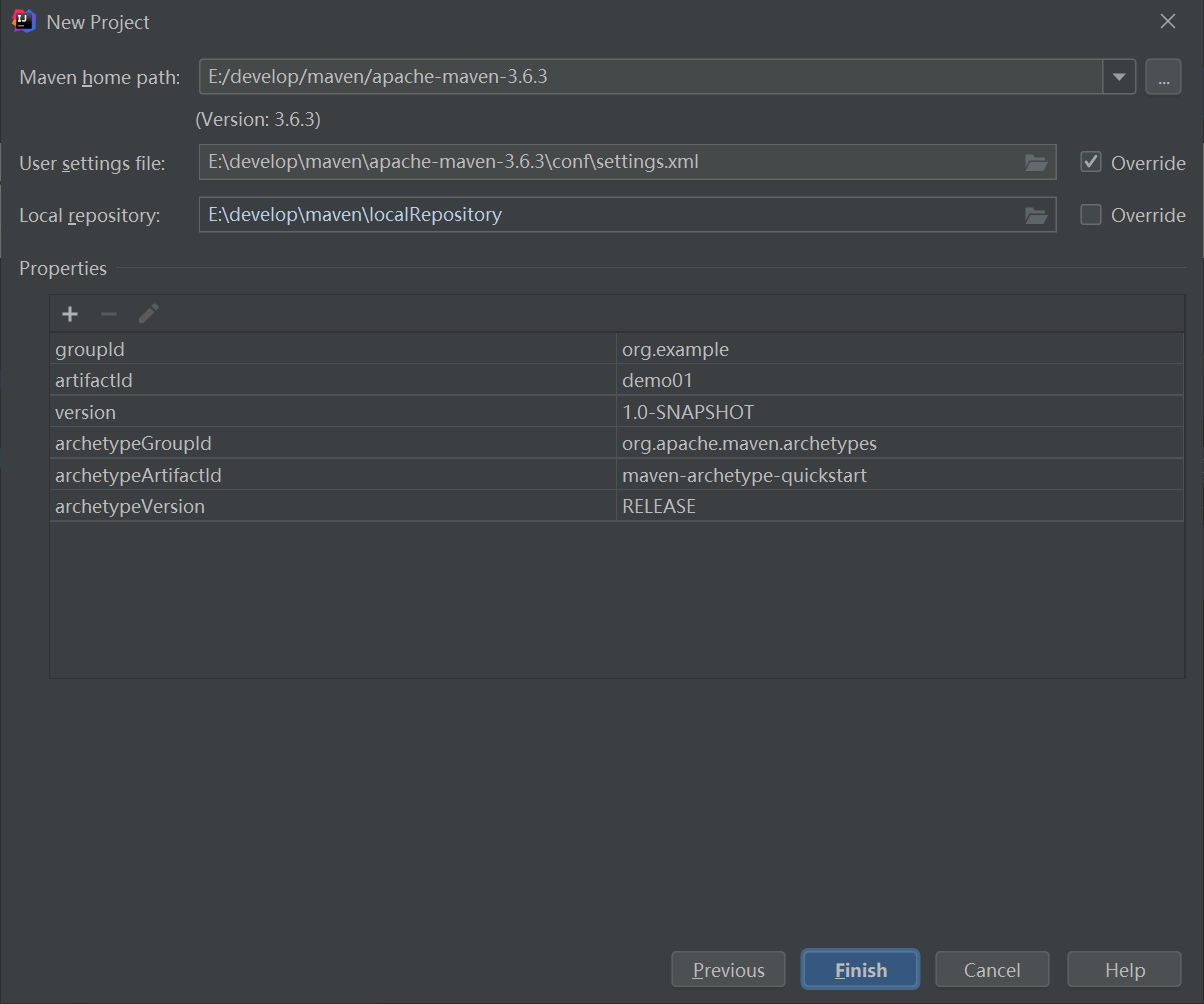 New Project
Maven home path: E:/develop/maven/apache-maven-3.6.3 ...
(Version: 3.6.3)
User settings file: E:\develop\maven\apache-maven-3.6.3\conf\settings.xml Override
Local repository: E:\develop\maven\localRepository Override
Properties
groupId org.example
artifactId demo01
version 1.0-SNAPSHOT
archetypeGroupId org.apache.maven.archetypes
archetypeArtifactId maven-archetype-quickstart
archetypeVersion RELEASE
Previous Finish Cancel Help